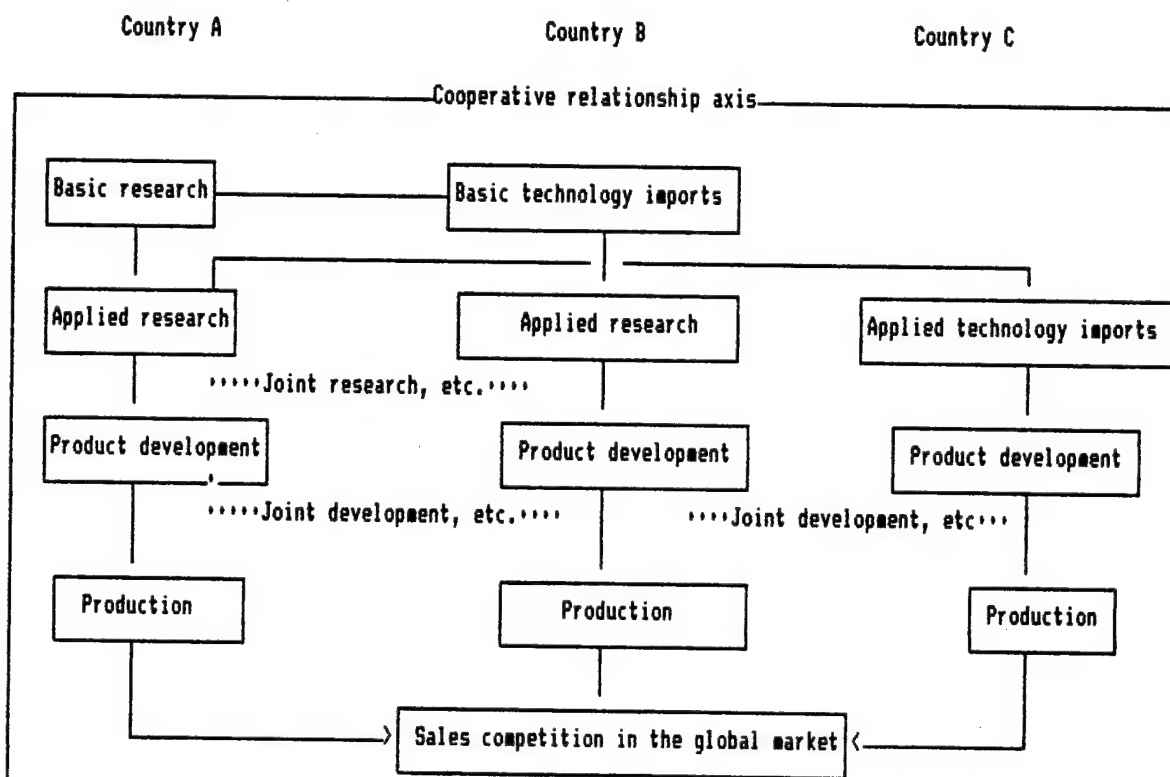 Country A Country B Country C
Cooperative relationship axis
Basic research Basic technology imports
Applied research Applied research Applied technology imports
Joint research, etc.
Product development Product development Product development
Joint development, etc. Joint development, etc
Production Production Production
Sales competition in the global market